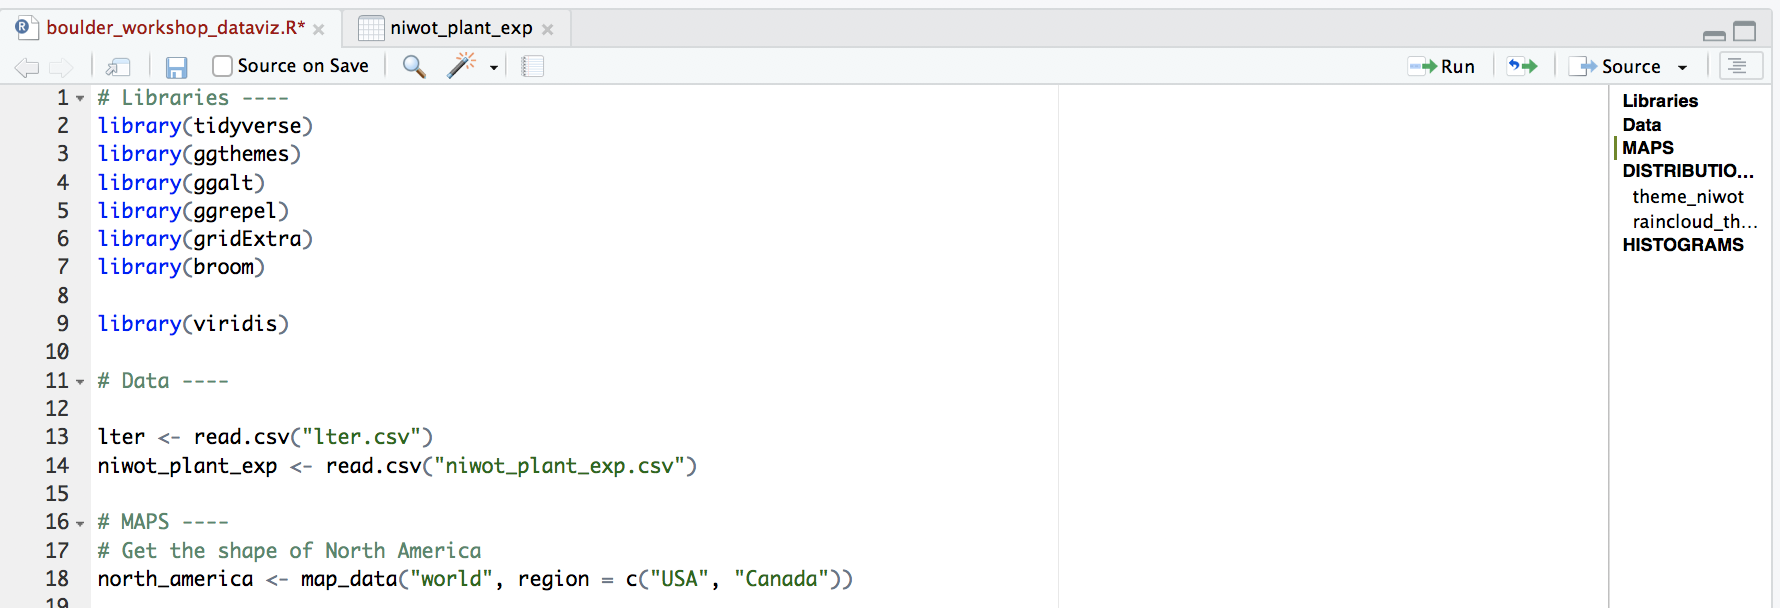 boulder_workshop_dataviz.R*
niwot_plant_exp
Source on Save
Run
Source
1 # Libraries ----
2 library(tidyverse)
3 library(ggthemes)
4 library(ggalt)
5 library(ggrepel)
6 library(gridExtra)
7 library(broom)
8
9 library(viridis)
10
11 # Data ----
12
13 lter <- read.csv("lter.csv")
14 niwot_plant_exp <- read.csv("niwot_plant_exp.csv")
15
16 # MAPS ----
17 # Get the shape of North America
18 north_america <- map_data("world", region = c("USA", "Canada"))
19
Libraries
Data
MAPS
DISTRIBUTIO...
theme_niwot
raincloud_th...
HISTOGRAMS